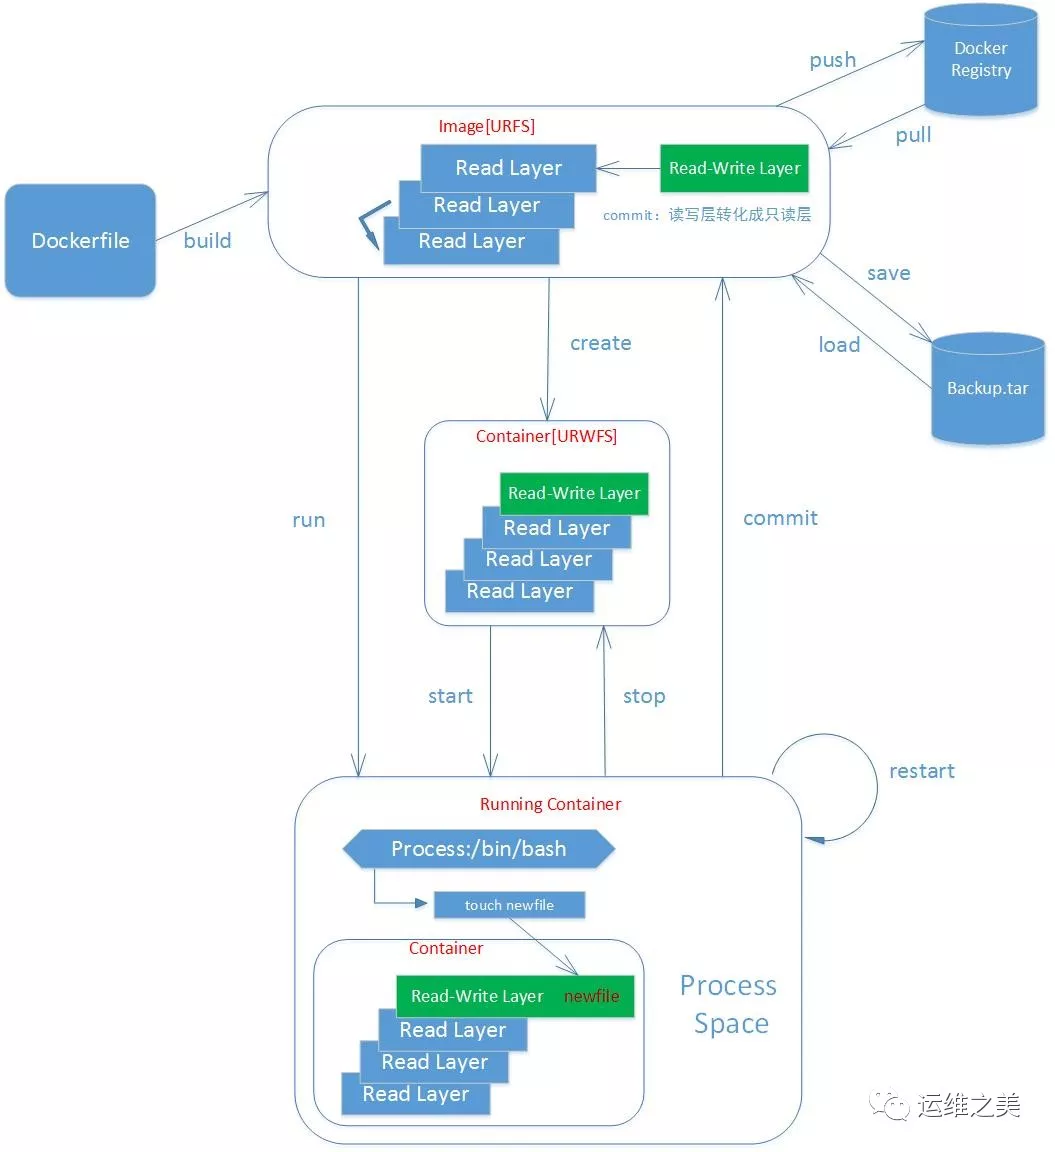 push
Docker
Registry
pull
Image[URFS]
Read Layer
Read-Write Layer
Read Layer
commit：读写层转化成只读层
Read Layer
Dockerfile
build
save
load
Backup.tar
create
Container[URWFS]
Read-Write Layer
Read Layer
Read Layer
Read Layer
run
commit
start
stop
restart
Running Container
Process:/bin/bash
touch newfile
Container
Read-Write Layer newfile
Read Layer
Read Layer
Read Layer
Process
Space
运维之美